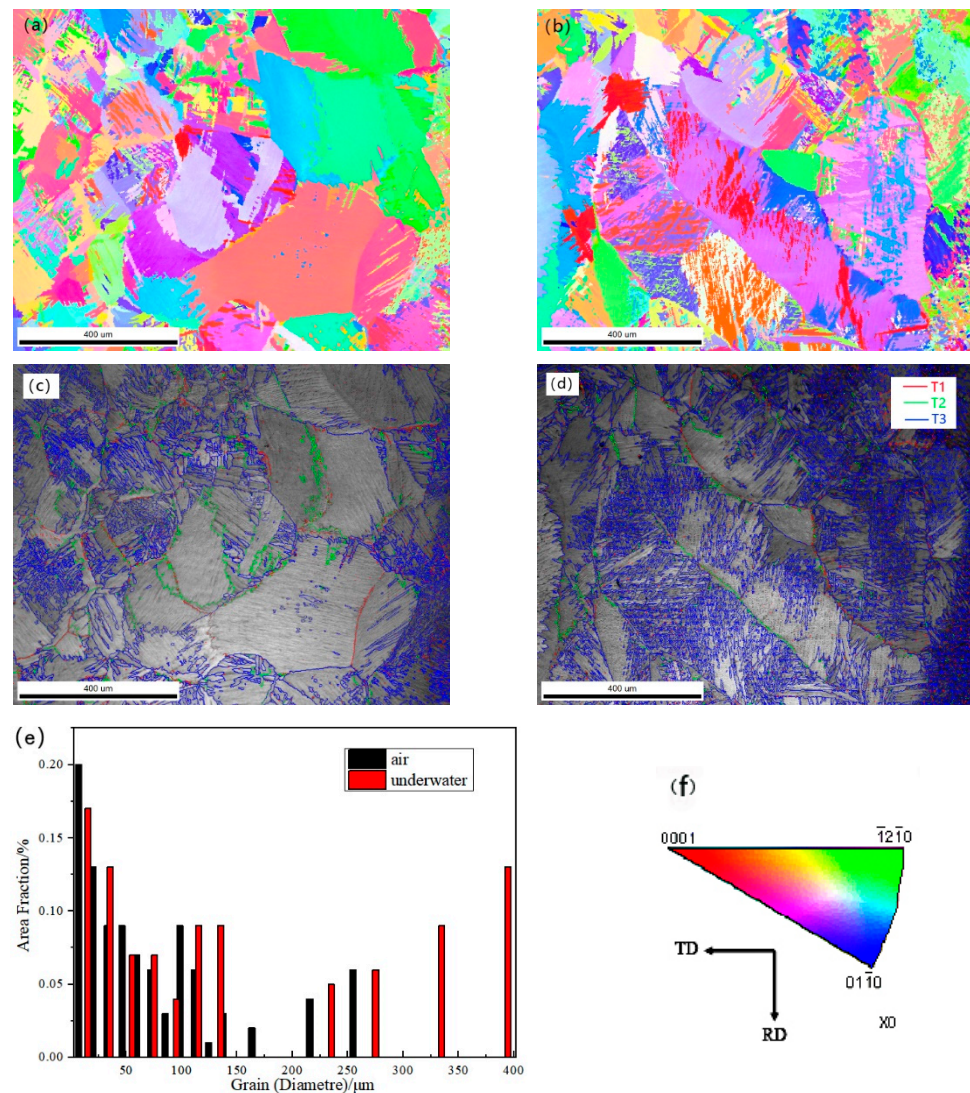 (a)
400 um
(b)
400 um
(c)
400 um
(d)
T1
T2
T3
400 um
(e)
air
underwater
Area Fraction/%
0.20
0.15
0.10
0.05
0.00
50
100
150
200
250
300
350
400
Grain (Diametre)/μm
(f)
0001
1̄21̄0
011̄0
TD
RD
X0